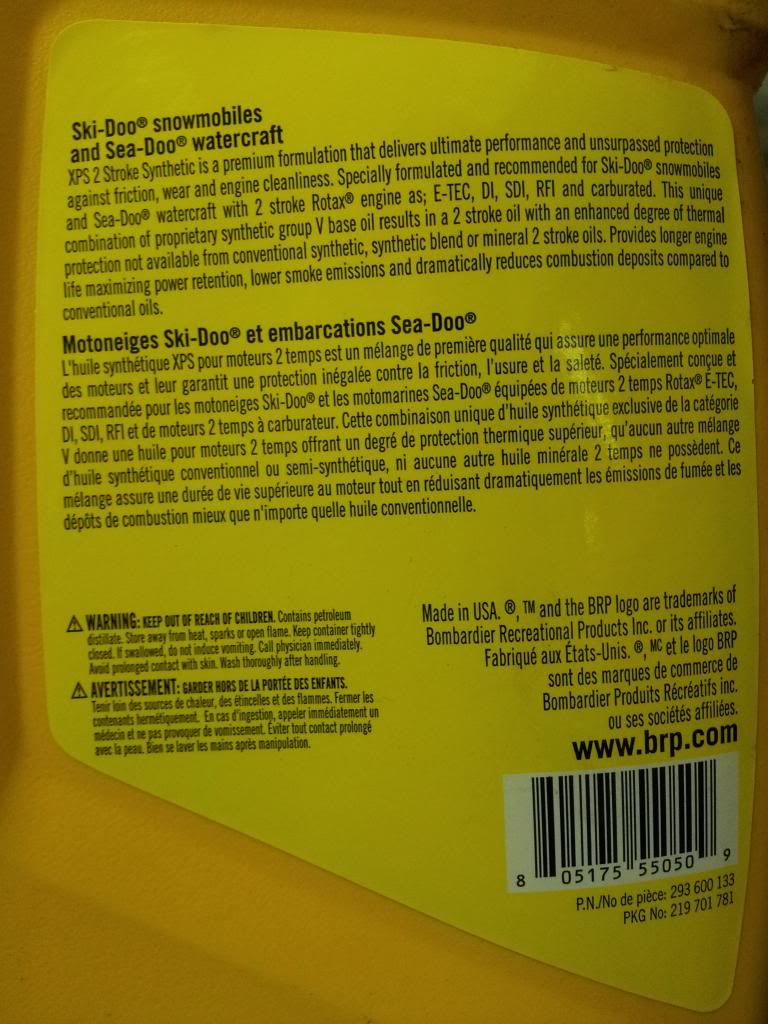 Ski-Doo® snowmobiles
and Sea-Doo® watercraft
XPS 2 Stroke Synthetic is a premium formulation that delivers ultimate performance and unsurpassed protection
against friction, wear and engine cleanliness. Specially formulated and recommended for Ski-Doo® snowmobiles
and Sea-Doo® watercraft with 2 stroke Rotax® engine as; E-TEC, DI, SDI, RFI and carburated. This unique
combination of proprietary synthetic group V base oil results in a 2 stroke oil with an enhanced degree of thermal
protection not available from conventional synthetic, synthetic blend or mineral 2 stroke oils. Provides longer engine
life maximizing power retention, lower smoke emissions and dramatically reduces combustion deposits compared to
conventional oils.
Motoneiges Ski-Doo® et embarcations Sea-Doo®
L'huile synthétique XPS pour moteurs 2 temps est un mélange de première qualité qui assure une performance optimale
des moteurs et leur garantit une protection inégalée contre la friction, l'usure et la saleté. Spécialement conçue et
recommandée pour les motoneiges Ski-Doo® et les motomarines Sea-Doo® équipées de moteurs 2 temps Rotax® E-TEC,
DI, SDI, RFI et de moteurs 2 temps à carburateur. Cette combinaison unique d'huile synthétique exclusive de la catégorie
V donne une huile pour moteurs 2 temps offrant un degré de protection thermique supérieur, qu'aucun autre mélange
d'huile synthétique conventionnel ou semi-synthétique, ni aucune autre huile minérale 2 temps ne possèdent. Ce
mélange assure une durée de vie supérieure au moteur tout en réduisant dramatiquement les émissions de fumée et les
dépôts de combustion mieux que n'importe quelle huile conventionnelle.
⚠ WARNING: KEEP OUT OF REACH OF CHILDREN. Contains petroleum
distillate. Store away from heat, sparks or open flame. Keep container tightly
closed. If swallowed, do not induce vomiting. Call physician immediately.
Avoid prolonged contact with skin. Wash thoroughly after handling.
⚠ AVERTISSEMENT: GARDER HORS DE LA PORTÉE DES ENFANTS.
Tenir loin des sources de chaleur, des étincelles et des flammes. Fermer les
contenants hermétiquement. En cas d'ingestion, appeler immédiatement un
médecin et ne pas provoquer de vomissement. Éviter tout contact prolongé
avec la peau. Bien se laver les mains après manipulation.
Made in USA. ®, TM and the BRP logo are trademarks of
Bombardier Recreational Products Inc. or its affiliates.
Fabriqué aux États-Unis. ®, MC et le logo BRP
sont des marques de commerce de
Bombardier Produits Récréatifs inc.
ou ses sociétés affiliées.
www.brp.com
8 05175 55050 9
P.N./No de pièce: 293 600 133
PKG No: 219 701 781